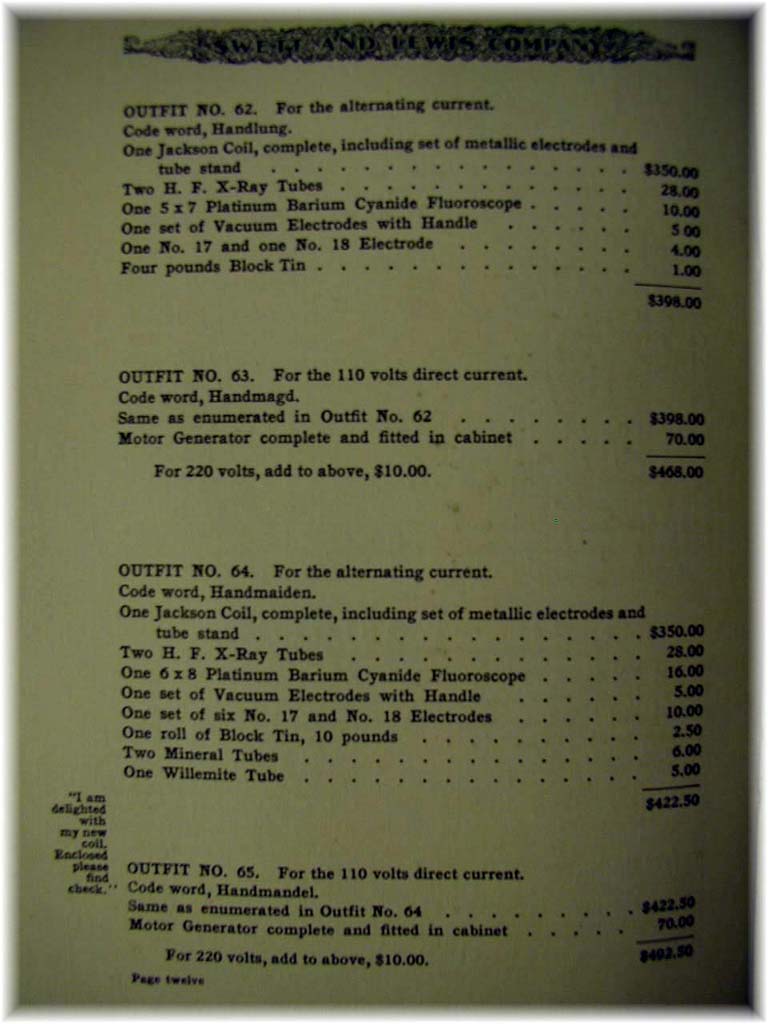 SWETT AND LEWIS COMPANY
OUTFIT NO. 62. For the alternating current.
Code word, Handlung.
One Jackson Coil, complete, including set of metallic electrodes and
tube stand . . . . . . . . . . . . . . . . $350.00
Two H. F. X-Ray Tubes . . . . . . . . . . . . . 28.00
One 5 x 7 Platinum Barium Cyanide Fluoroscope . . . . . 10.00
One set of Vacuum Electrodes with Handle . . . . . . 5 00
One No. 17 and one No. 18 Electrode . . . . . . . . 4.00
Four pounds Block Tin . . . . . . . . . . . . . . 1.00
$398.00
OUTFIT NO. 63. For the 110 volts direct current.
Code word, Handmagd.
Same as enumerated in Outfit No. 62 . . . . . . . . $398.00
Motor Generator complete and fitted in cabinet . . . . . 70.00
For 220 volts, add to above, $10.00. $468.00
OUTFIT NO. 64. For the alternating current.
Code word, Handmaiden.
One Jackson Coil, complete, including set of metallic electrodes and
tube stand . . . . . . . . . . . . . . . . . $350.00
Two H. F. X-Ray Tubes . . . . . . . . . . . . . 28.00
One 6 x 8 Platinum Barium Cyanide Fluoroscope . . . . . 16.00
One set of Vacuum Electrodes with Handle . . . . . . 5.00
One set of six No. 17 and No. 18 Electrodes . . . . . . 10.00
One roll of Block Tin, 10 pounds . . . . . . . . . . 2.50
Two Mineral Tubes . . . . . . . . . . . . . . 6.00
One Willemite Tube . . . . . . . . . . . . . . 5.00
$422.50
"I am
delighted
with
my new
coil.
Enclosed
please
find
check."
OUTFIT NO. 65. For the 110 volts direct current.
Code word, Handmandel.
Same as enumerated in Outfit No. 64 . . . . . . . . . $422.50
Motor Generator complete and fitted in cabinet . . . . . 70.00
For 220 volts, add to above, $10.00. $492.50
Page twelve